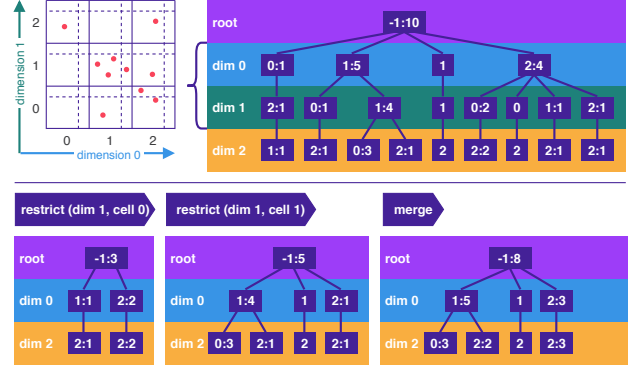 2
1
0
dimension 1
0 1 2
dimension 0
root -1:10
dim 0 0:1 1:5 1 2:4
dim 1 2:1 0:1 1:4 1 0:2 0 1:1 2:1
dim 2 1:1 2:1 0:3 2:1 2 2:2 2 2:1 2:1
restrict (dim 1, cell 0)
root -1:3
dim 0 1:1 2:2
dim 2 2:1 2:2
restrict (dim 1, cell 1)
root -1:5
dim 0 1:4 1 2:1
dim 2 0:3 2:1 2 2:1
merge
root -1:8
dim 0 1:5 1 2:3
dim 2 0:3 2:2 2 2:3